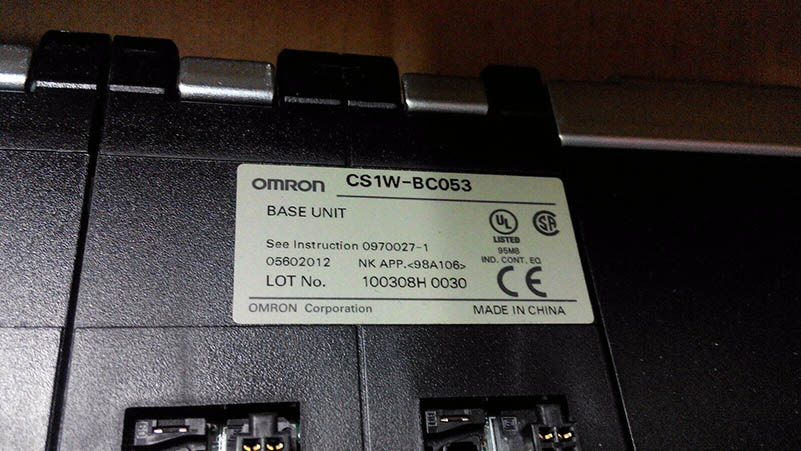 OMRON CS1W-BC053
BASE UNIT
UL
LISTED
95M8
IND. CONT. EQ.
See Instruction 0970027-1
05602012 NK APP.<98A106>
LOT No. 100308H 0030
CE
OMRON Corporation MADE IN CHINA